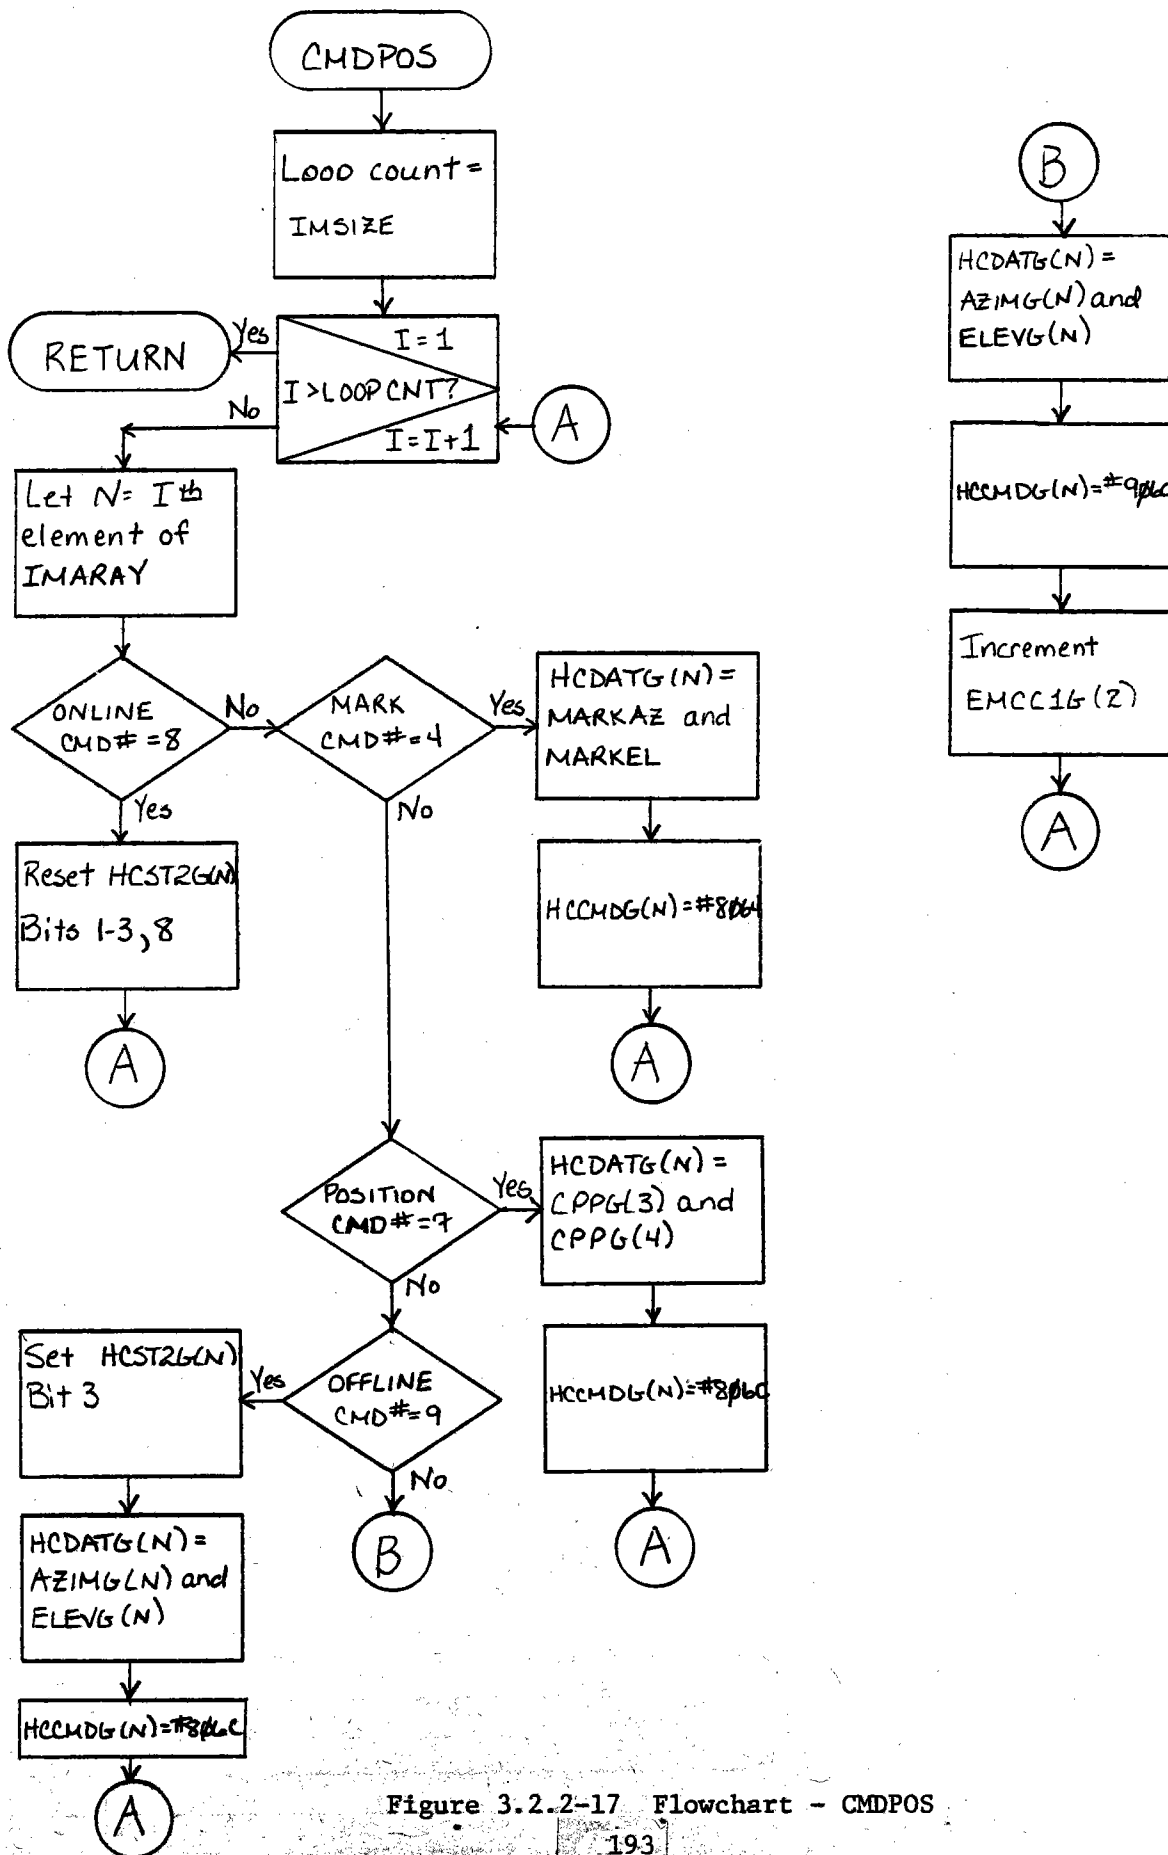 CMDPOS
Looo count =
IMSIZE
RETURN
Yes
I=1
I>LOOPCNT?
I=I+1
No
A
Let N= Ith
element of
IMARAY
ONLINE
CMD# =8
No
Yes
MARK
CMD#=4
Yes
No
HCDATG(N)=
MARKAZ and
MARKEL
Reset HCST2G(N)
Bits 1-3,8
A
HCCMDG(N)=#8064
A
POSITION
CMD#=7
Yes
No
HCDATG(N)=
CPPG(3) and
CPPG(4)
HCCMDG(N)=#806C
A
OFFLINE
CMD#=9
Yes
No
B
Set HCST2G(N)
Bit 3
HCDATG(N)=
AZIMG(N) and
ELEVG(N)
HCCMDG(N)=#806C
A
B
HCDATG(N)=
AZIMG(N) and
ELEVG(N)
HCCMDG(N)=#906C
Increment
EMCC1G(2)
A
Figure 3.2.2-17 Flowchart - CMDPOS
193